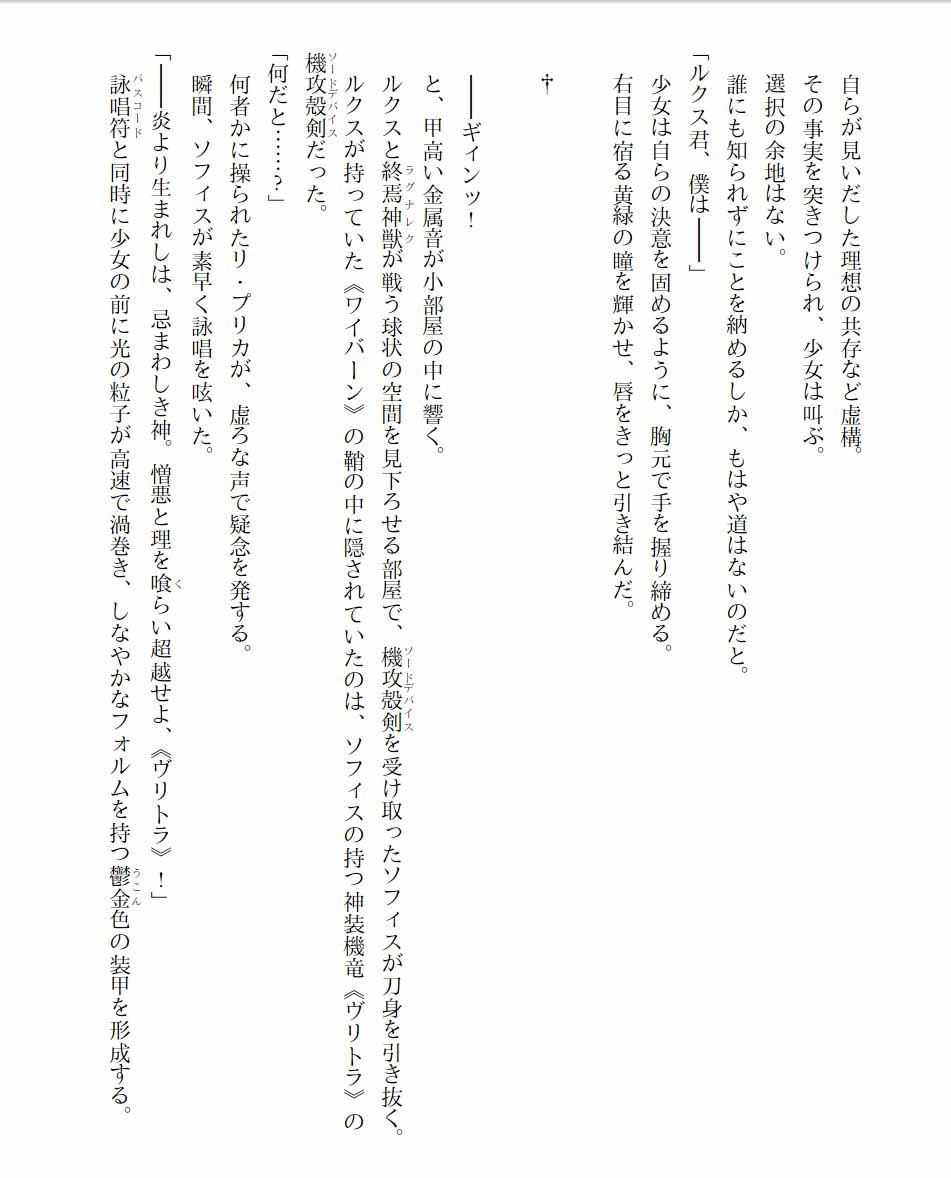 自らが見いだした理想の共存など虚構。
その事実を突きつけられ、少女は叫ぶ。
選択の余地はない。
誰にも知られずにことを納めるしか、もはや道はないのだと。
「ルクス君、僕は――」
少女は自らの決意を固めるように、胸元で手を握り締める。
右目に宿る黄緑の瞳を輝かせ、唇をきっと引き結んだ。
†
――ギィンッ！
と、甲高い金属音が小部屋の中に響く。
ルクスと終焉神獣ラグナレクが戦う球状の空間を見下ろせる部屋で、機攻殻剣ソードデバイスを受け取ったソフィスが刀身を引き抜く。
ルクスが持っていた《ワイバーン》の鞘の中に隠されていたのは、ソフィスの持つ神装機竜《ヴリトラ》の
機攻殻剣ソードデバイスだった。
「何だと……？」
何者かに操られたリ・プリカが、虚ろな声で疑念を発する。
瞬間、ソフィスが素早く詠唱を呟いた。
「――炎より生まれしは、忌まわしき神。憎悪と理を喰くらい超越せよ、《ヴリトラ》！」
詠唱符パスコードと同時に少女の前に光の粒子が高速で渦巻き、しなやかなフォルムを持つ鬱金うこん色の装甲を形成する。